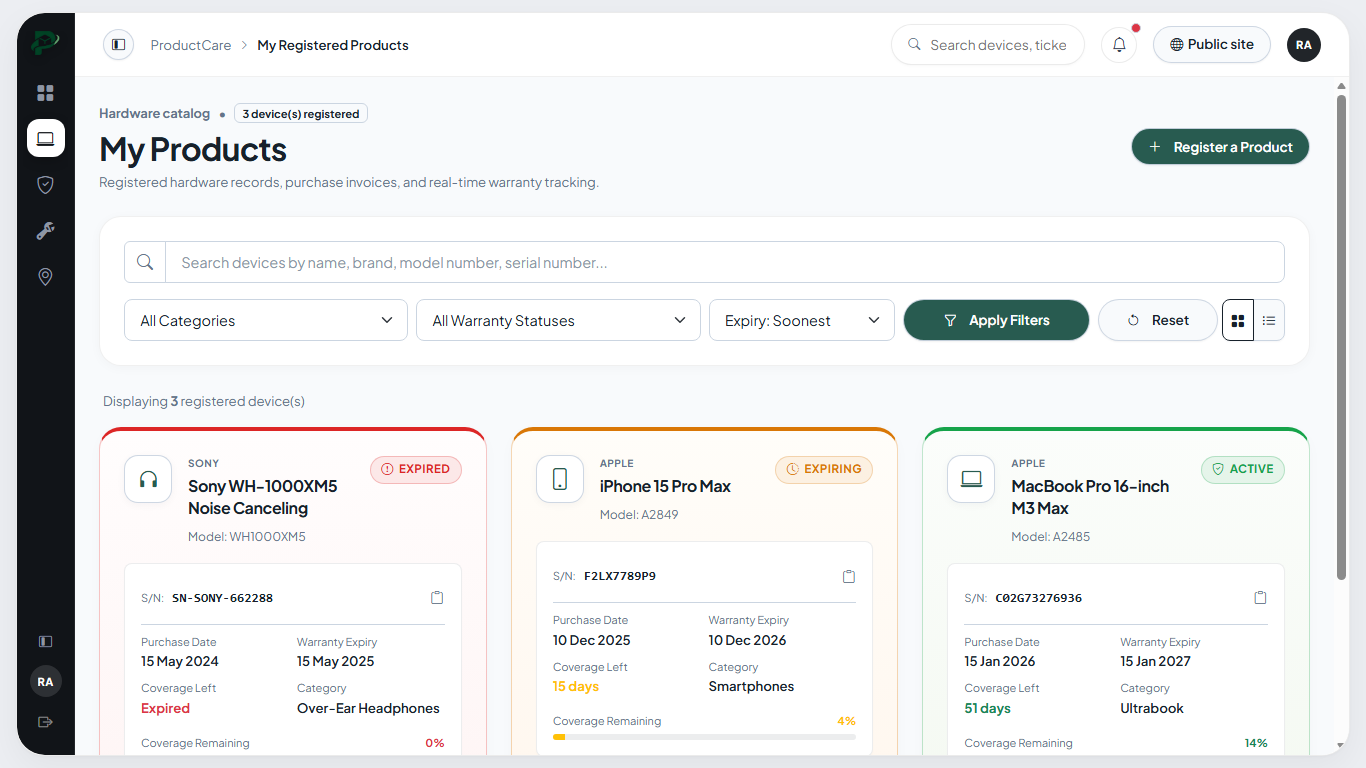 ProductCare > My Registered Products
Search devices, ticke
Public site
RA
Hardware catalog • 3 device(s) registered
My Products
Register a Product
Registered hardware records, purchase invoices, and real-time warranty tracking.
Search devices by name, brand, model number, serial number...
All Categories
All Warranty Statuses
Expiry: Soonest
Apply Filters
Reset
Displaying 3 registered device(s)
SONY
EXPIRED
Sony WH-1000XM5
Noise Canceling
Model: WH1000XM5
S/N: SN-SONY-662288
Purchase Date
Warranty Expiry
15 May 2024
15 May 2025
Coverage Left
Category
Expired
Over-Ear Headphones
Coverage Remaining
0%
APPLE
EXPIRING
iPhone 15 Pro Max
Model: A2849
S/N: F2LX7789P9
Purchase Date
Warranty Expiry
10 Dec 2025
10 Dec 2026
Coverage Left
Category
15 days
Smartphones
Coverage Remaining
4%
APPLE
ACTIVE
MacBook Pro 16-inch
M3 Max
Model: A2485
S/N: C02G73276936
Purchase Date
Warranty Expiry
15 Jan 2026
15 Jan 2027
Coverage Left
Category
51 days
Ultrabook
Coverage Remaining
14%
RA